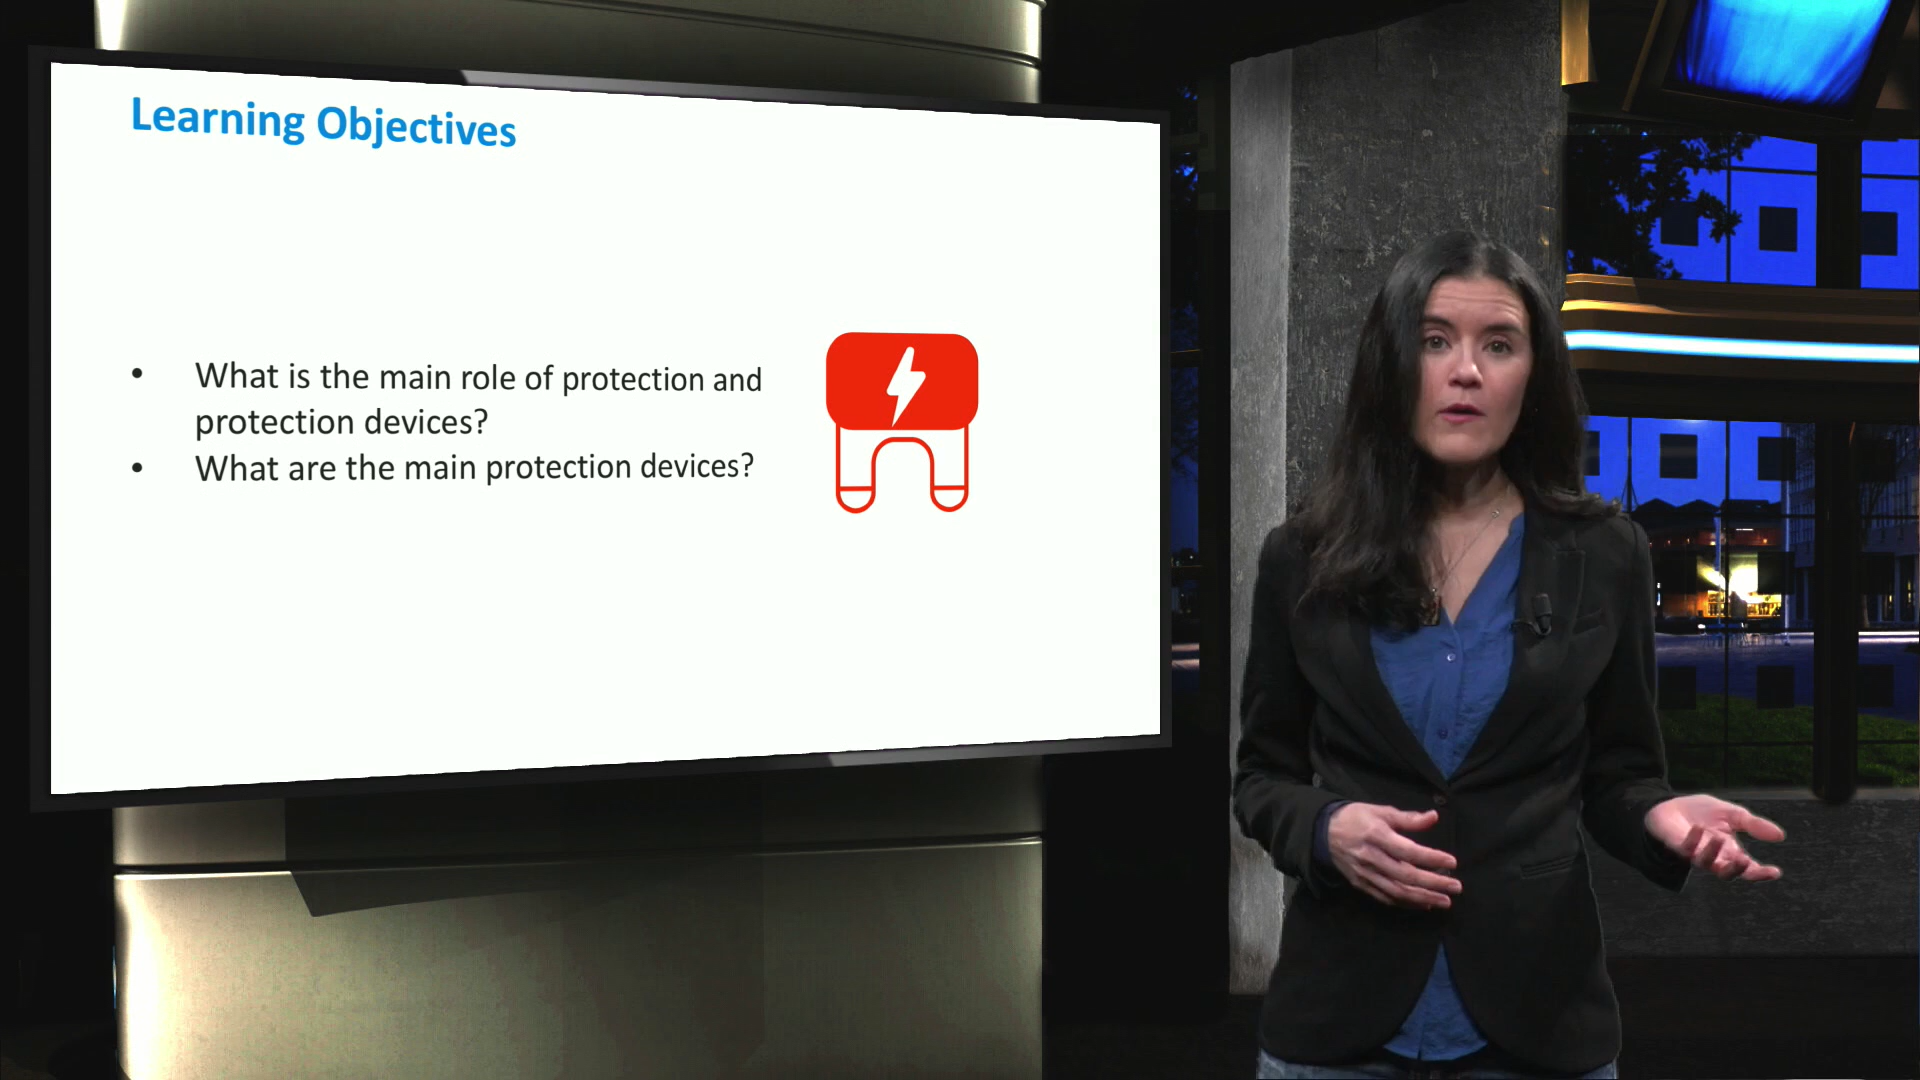 Learning Objectives
• What is the main role of protection and
protection devices?
• What are the main protection devices?